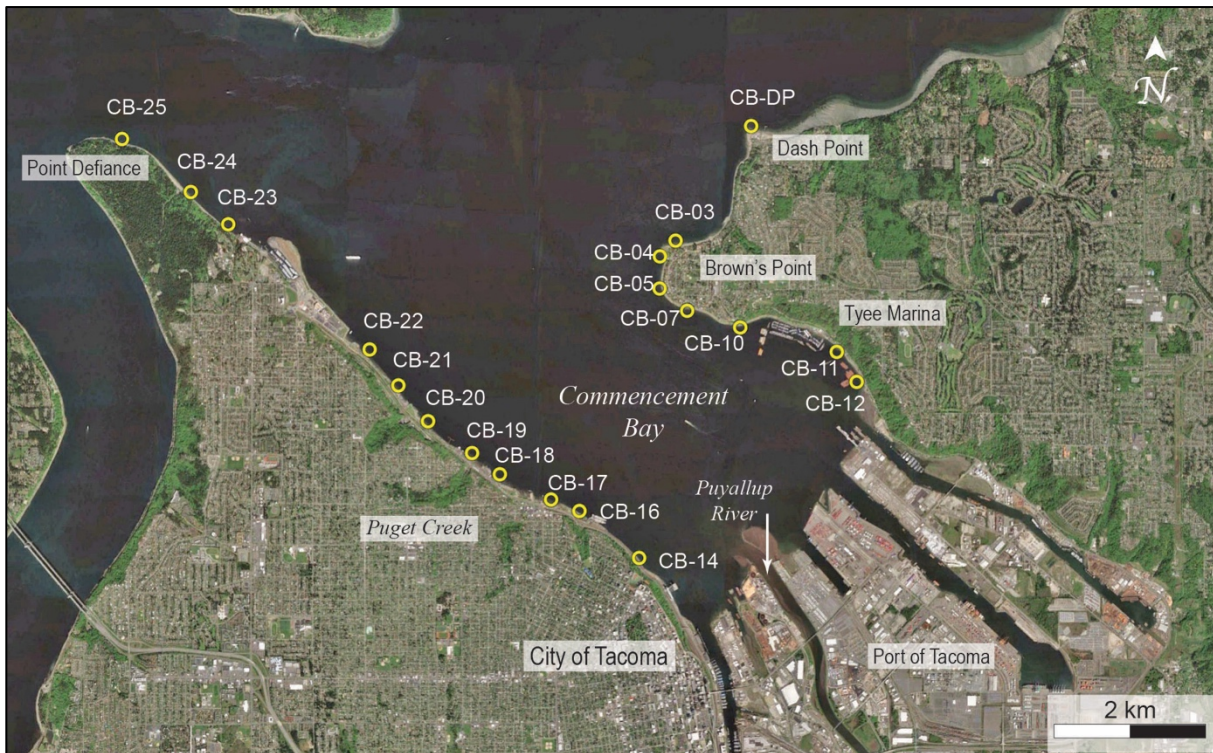 CB-25
CB-DP
N
Point Defiance
Dash Point
CB-24
CB-23
CB-03
CB-04
Brown's Point
CB-05
CB-07
Tyee Marina
CB-22
CB-10
CB-21
CB-11
CB-12
Commencement
Bay
CB-20
CB-19
CB-18
CB-17
Puyallup
River
CB-16
Puget Creek
CB-14
City of Tacoma
Port of Tacoma
2 km